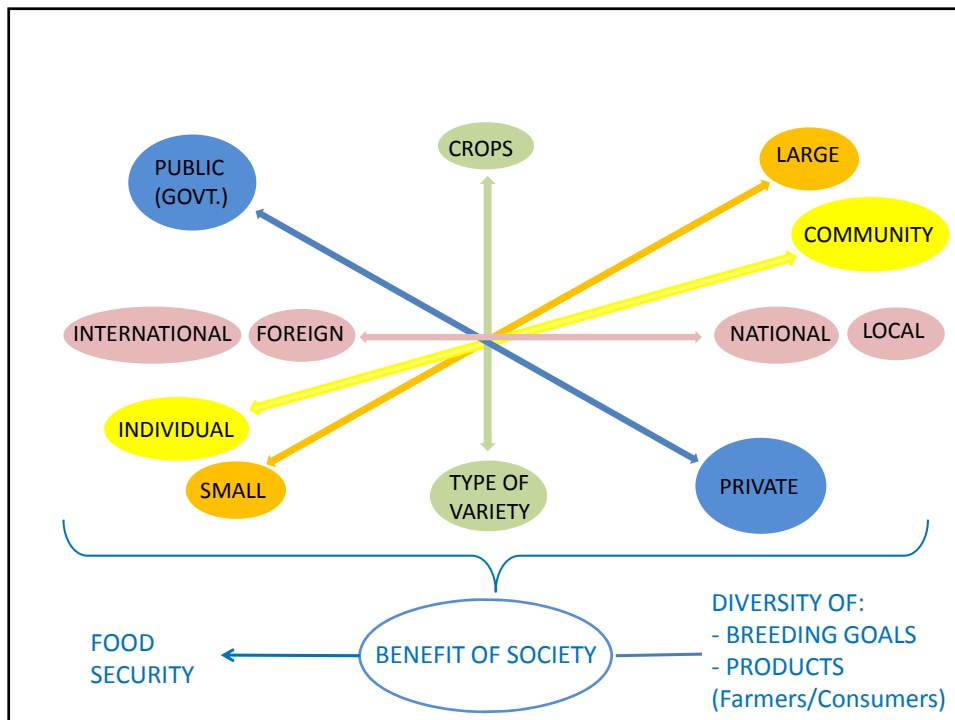 PUBLIC
(GOVT.)
CROPS
LARGE
COMMUNITY
INTERNATIONAL
FOREIGN
NATIONAL
LOCAL
INDIVIDUAL
SMALL
TYPE OF
VARIETY
PRIVATE
FOOD
SECURITY
BENEFIT OF SOCIETY
DIVERSITY OF:
- BREEDING GOALS
- PRODUCTS
(Farmers/Consumers)